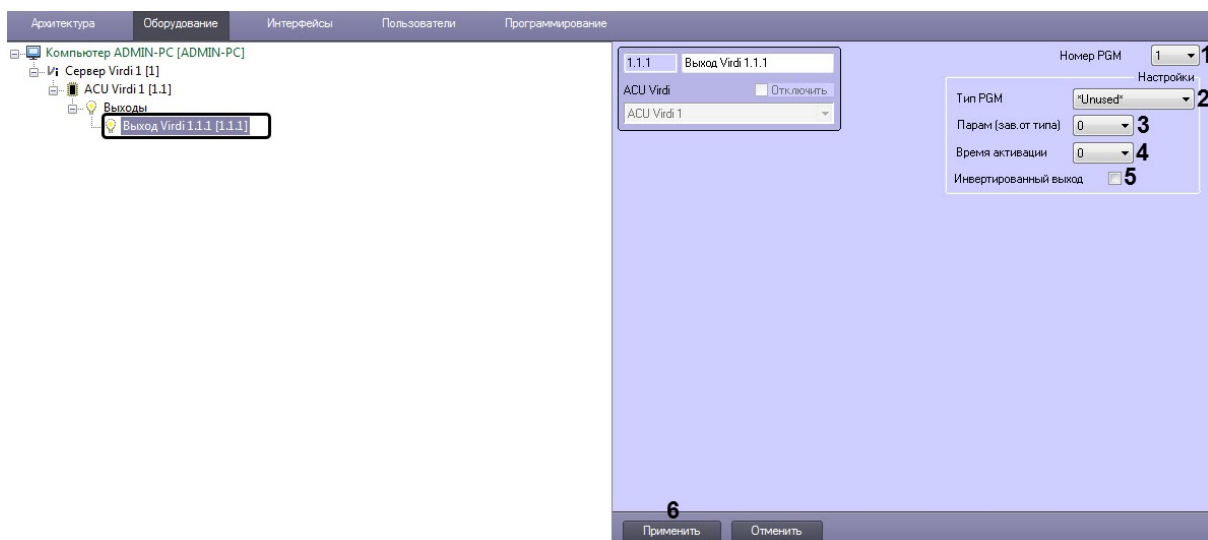 Архитектура Оборудование Интерфейсы Пользователи Программирование
Компьютер ADMIN-PC [ADMIN-PC]
Сервер Virdi 1 [1]
ACU Virdi 1 [1.1]
Выходы
Выход Virdi 1.1.1 [1.1.1]
1.1.1 Выход Virdi 1.1.1
ACU Virdi Отключить
ACU Virdi 1
Номер PGM 1 1
Настройки
Тип PGM *Unused* 2
Парам (зав.от типа) 0 3
Время активации 0 4
Инвертированный выход 5
6
Применить Отменить